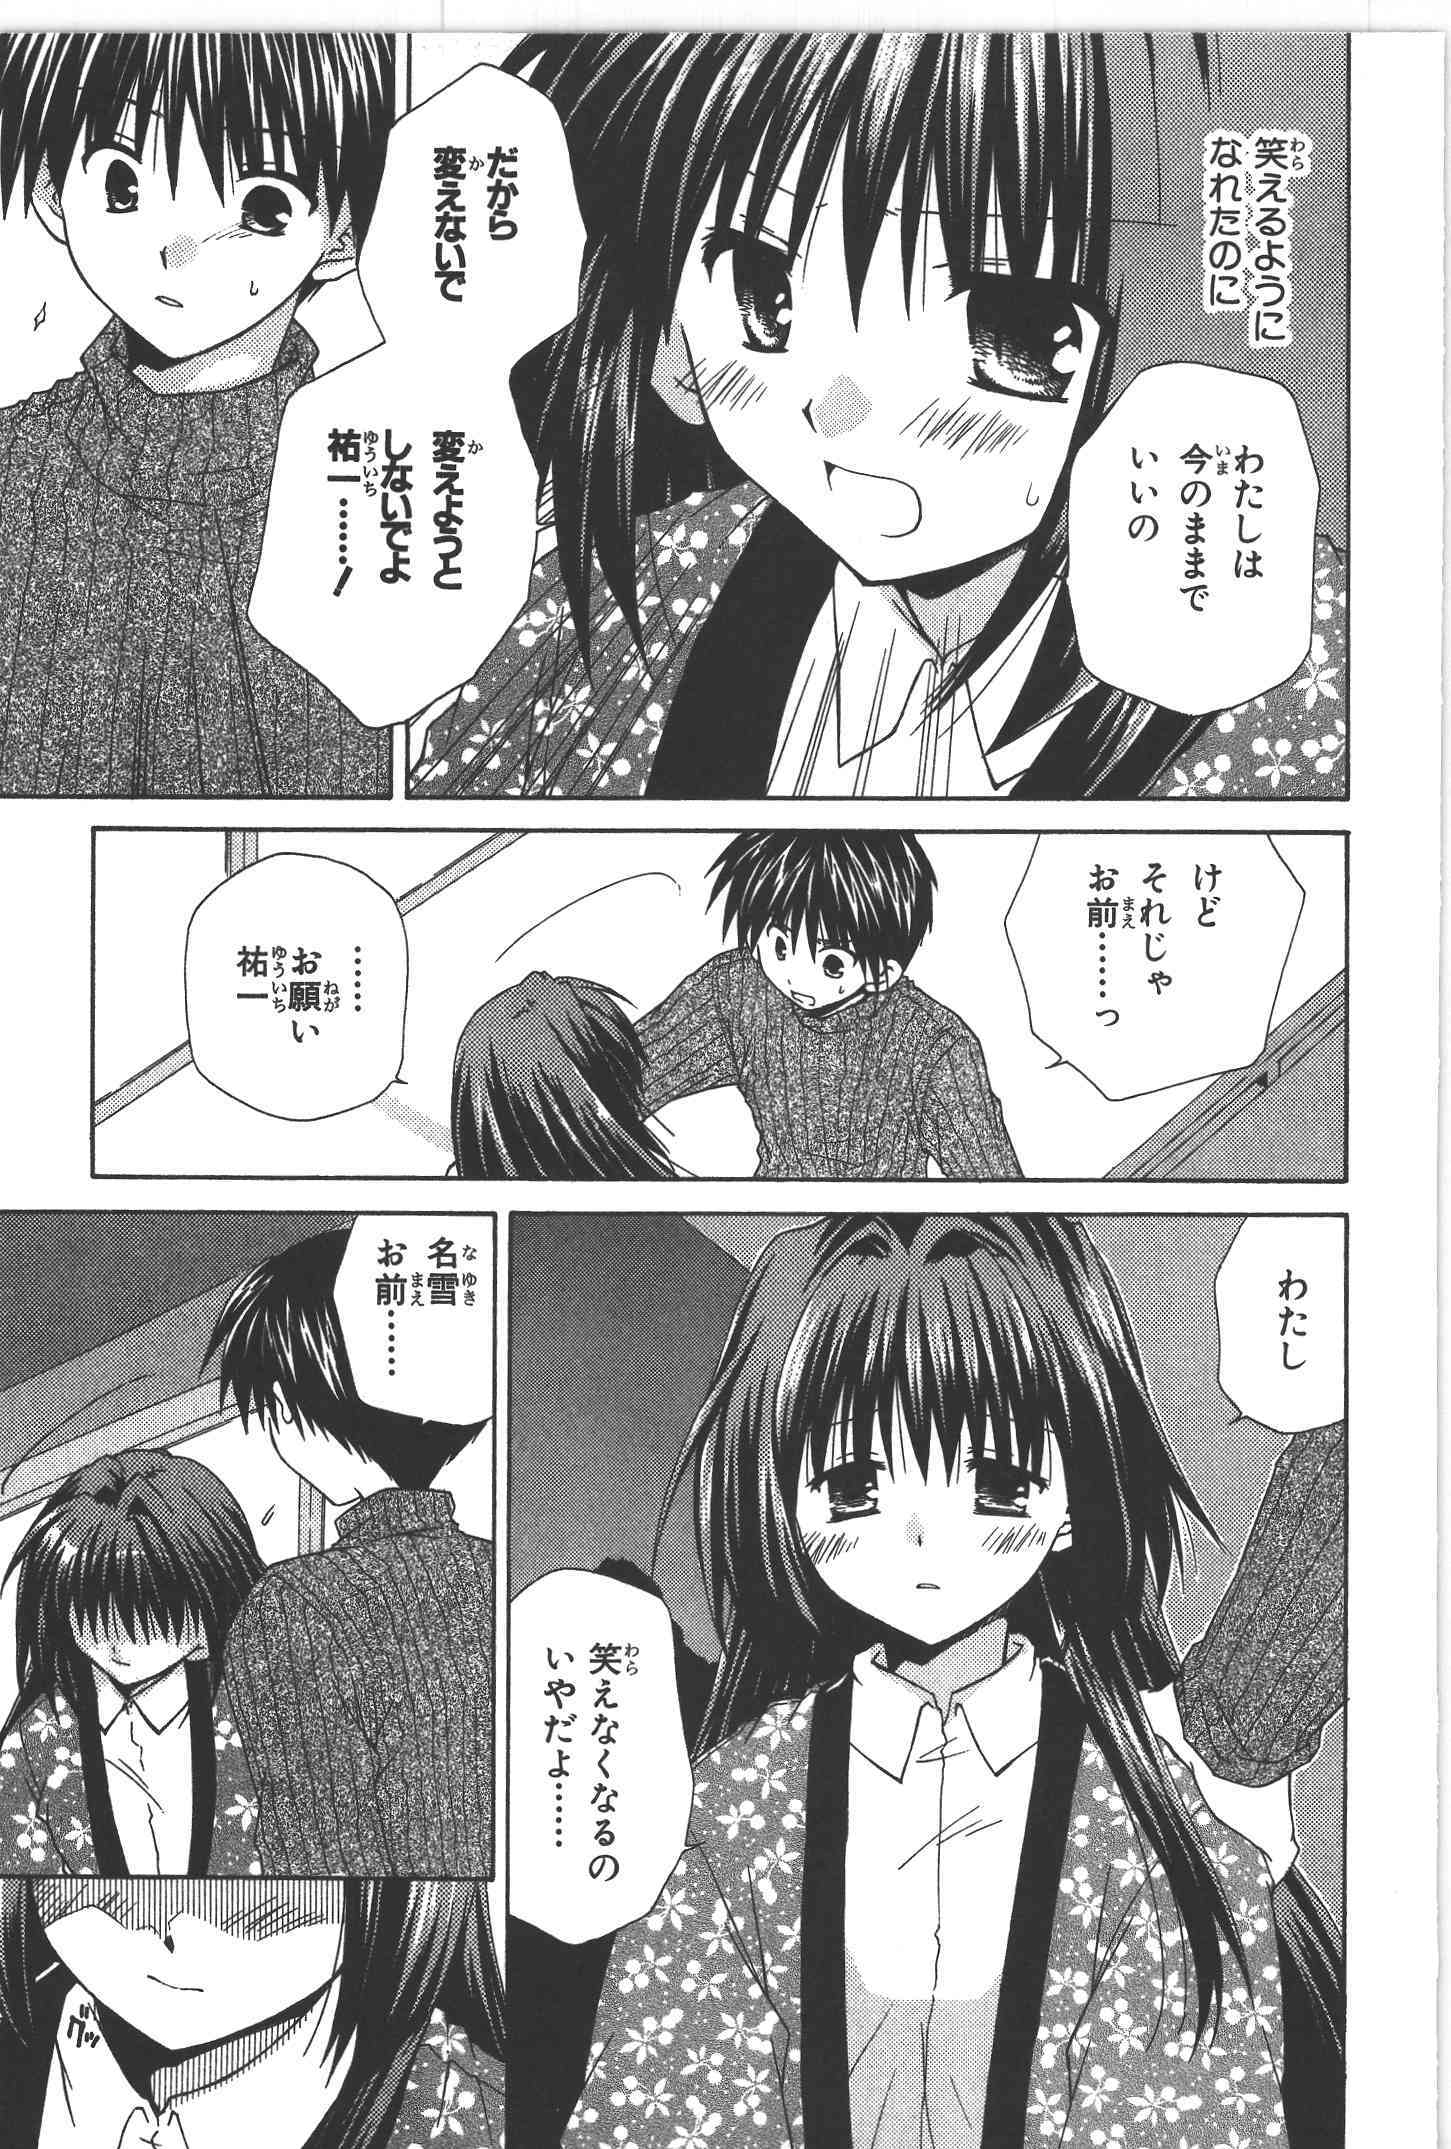 笑えるように
なれたのに
わたしは
今のままで
いいの
だから
変えないで
変えようと
しないでよ
祐一………！
けど
それじゃ
お前……っ
……
お願い
祐一
わたし
笑えなくなるの
いやだよ……
名雪
お前……
グッ